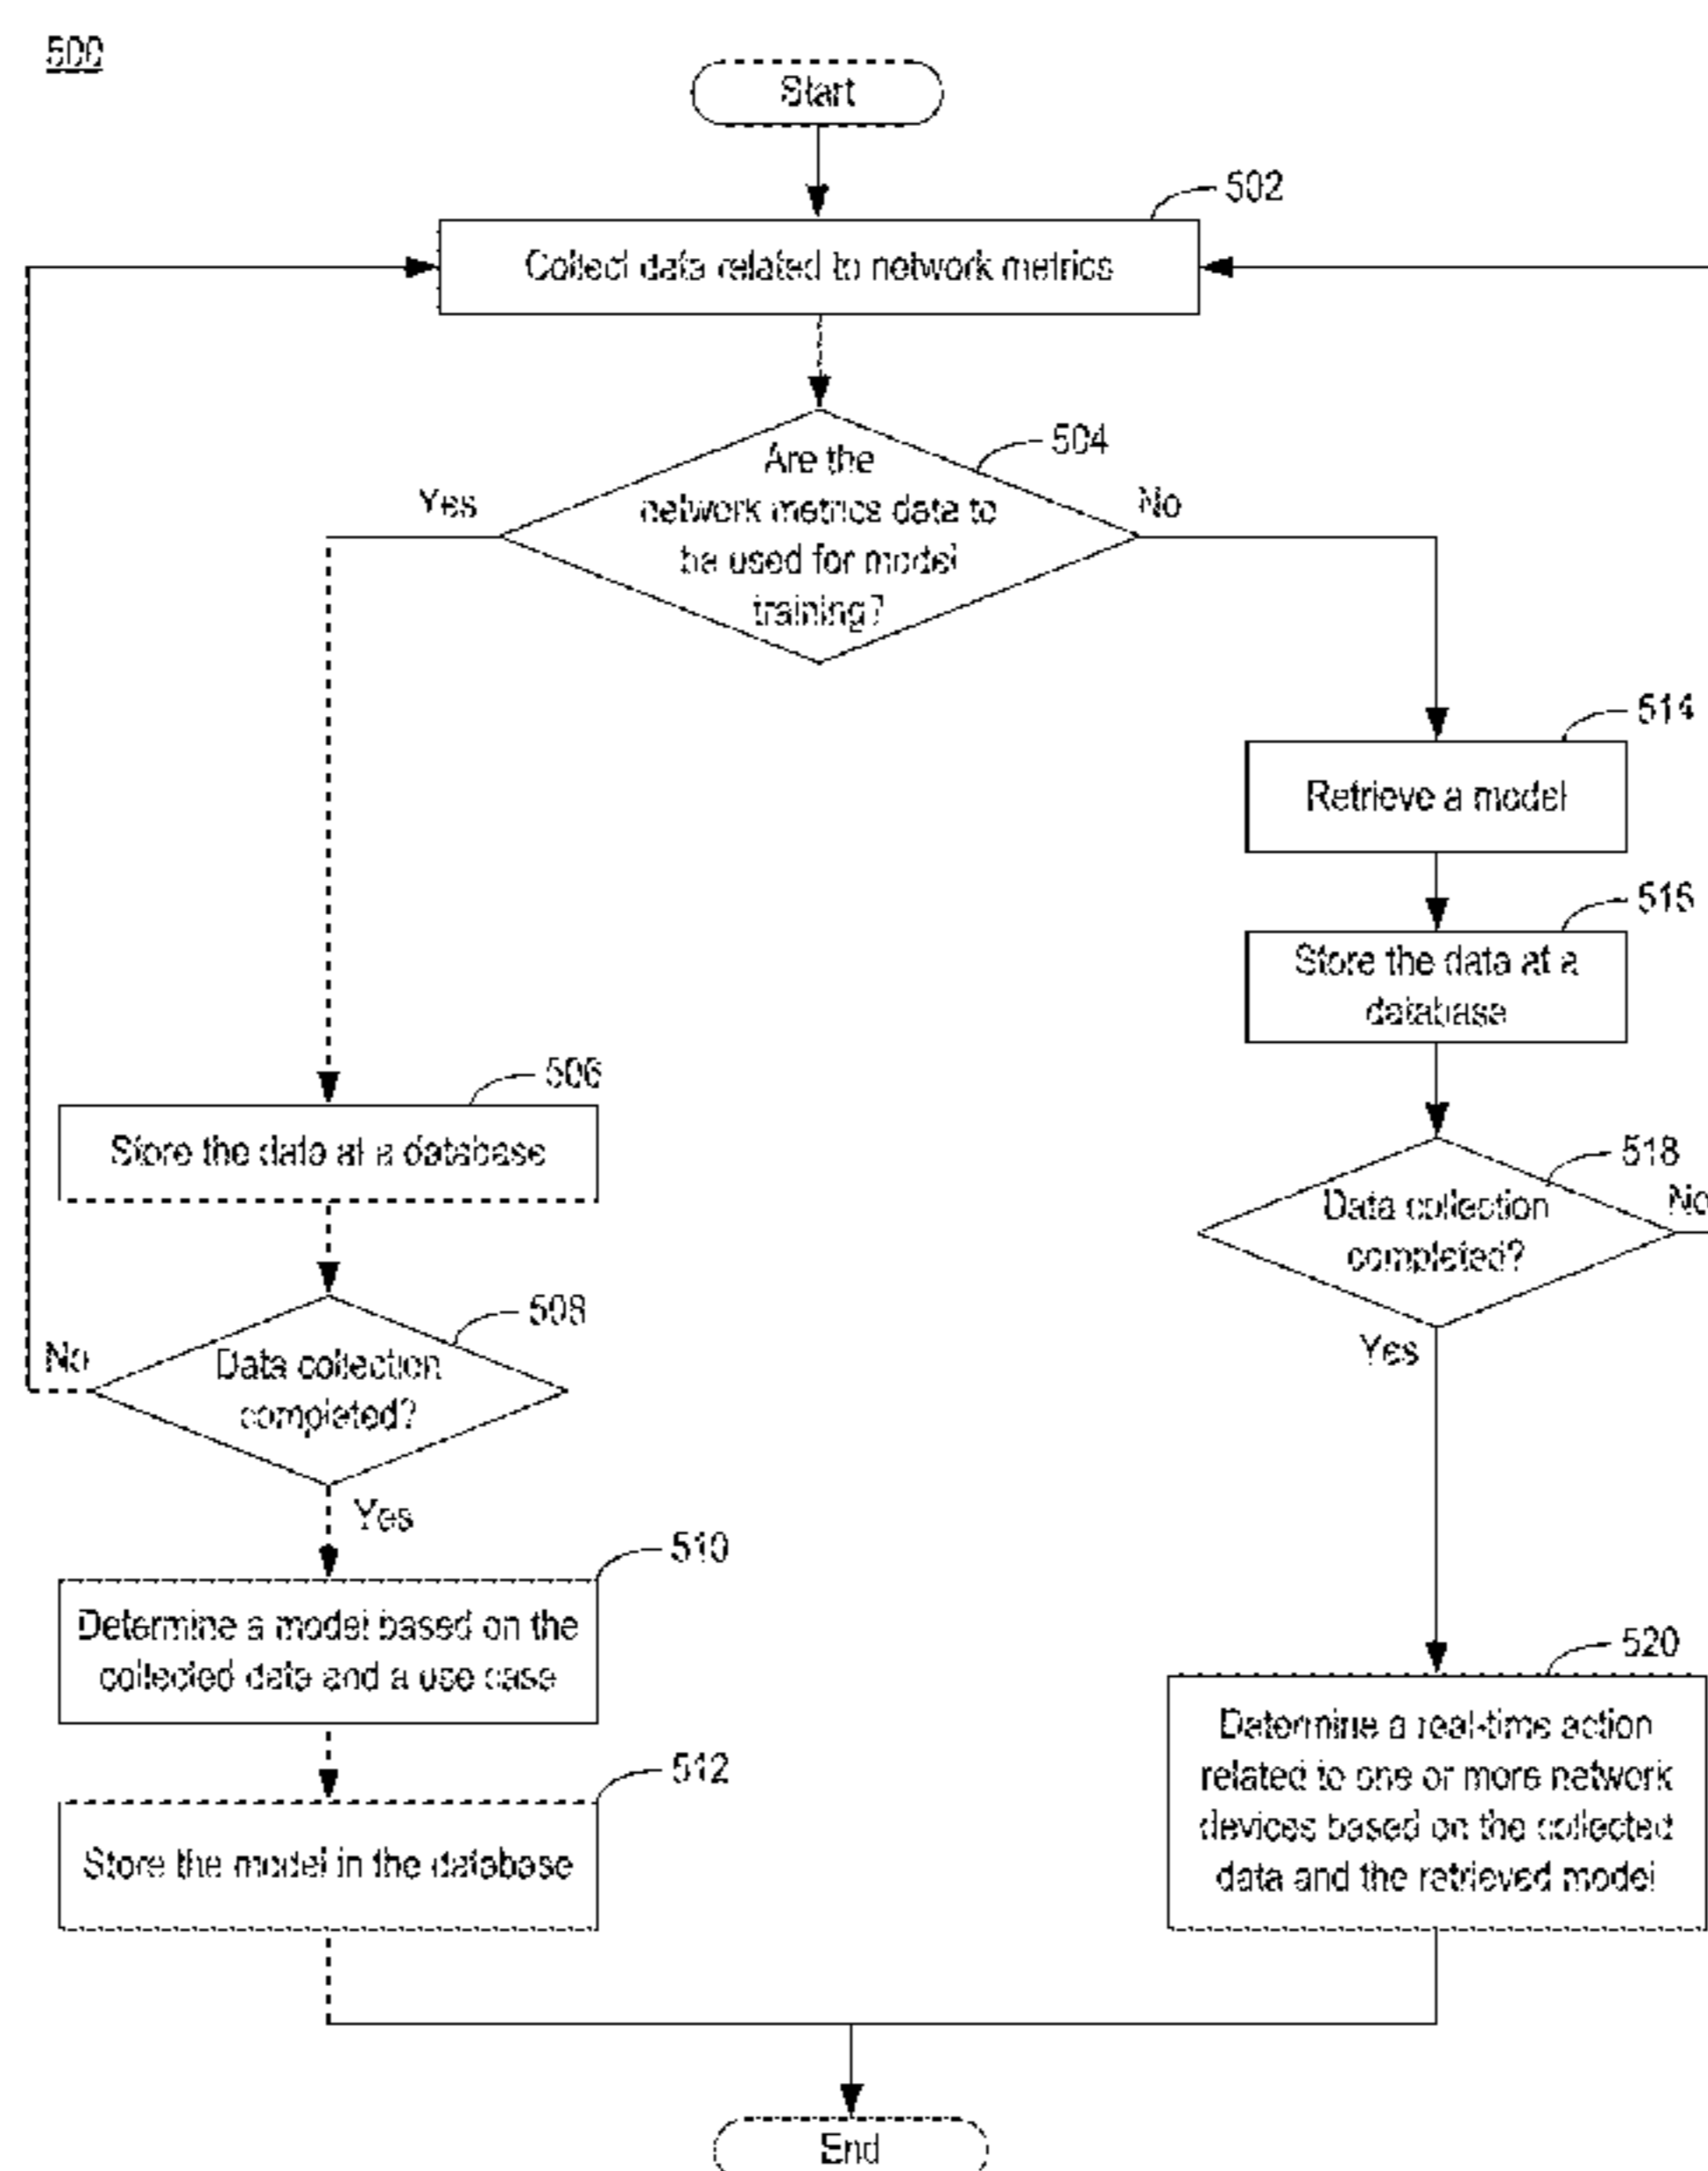 500
Start
502
Collect data related to network metrics
504
Are the
network metrics data to
be used for model
training?
Yes
No
514
Retrieve a model
516
Store the data at a
database
506
Store the data at a database
518
Data collection
completed?
No
Yes
508
Data collection
completed?
No
Yes
510
Determine a model based on the
collected data and a use case
512
Store the model in the database
520
Determine a real-time action
related to one or more network
devices based on the collected
data and the retrieved model
End